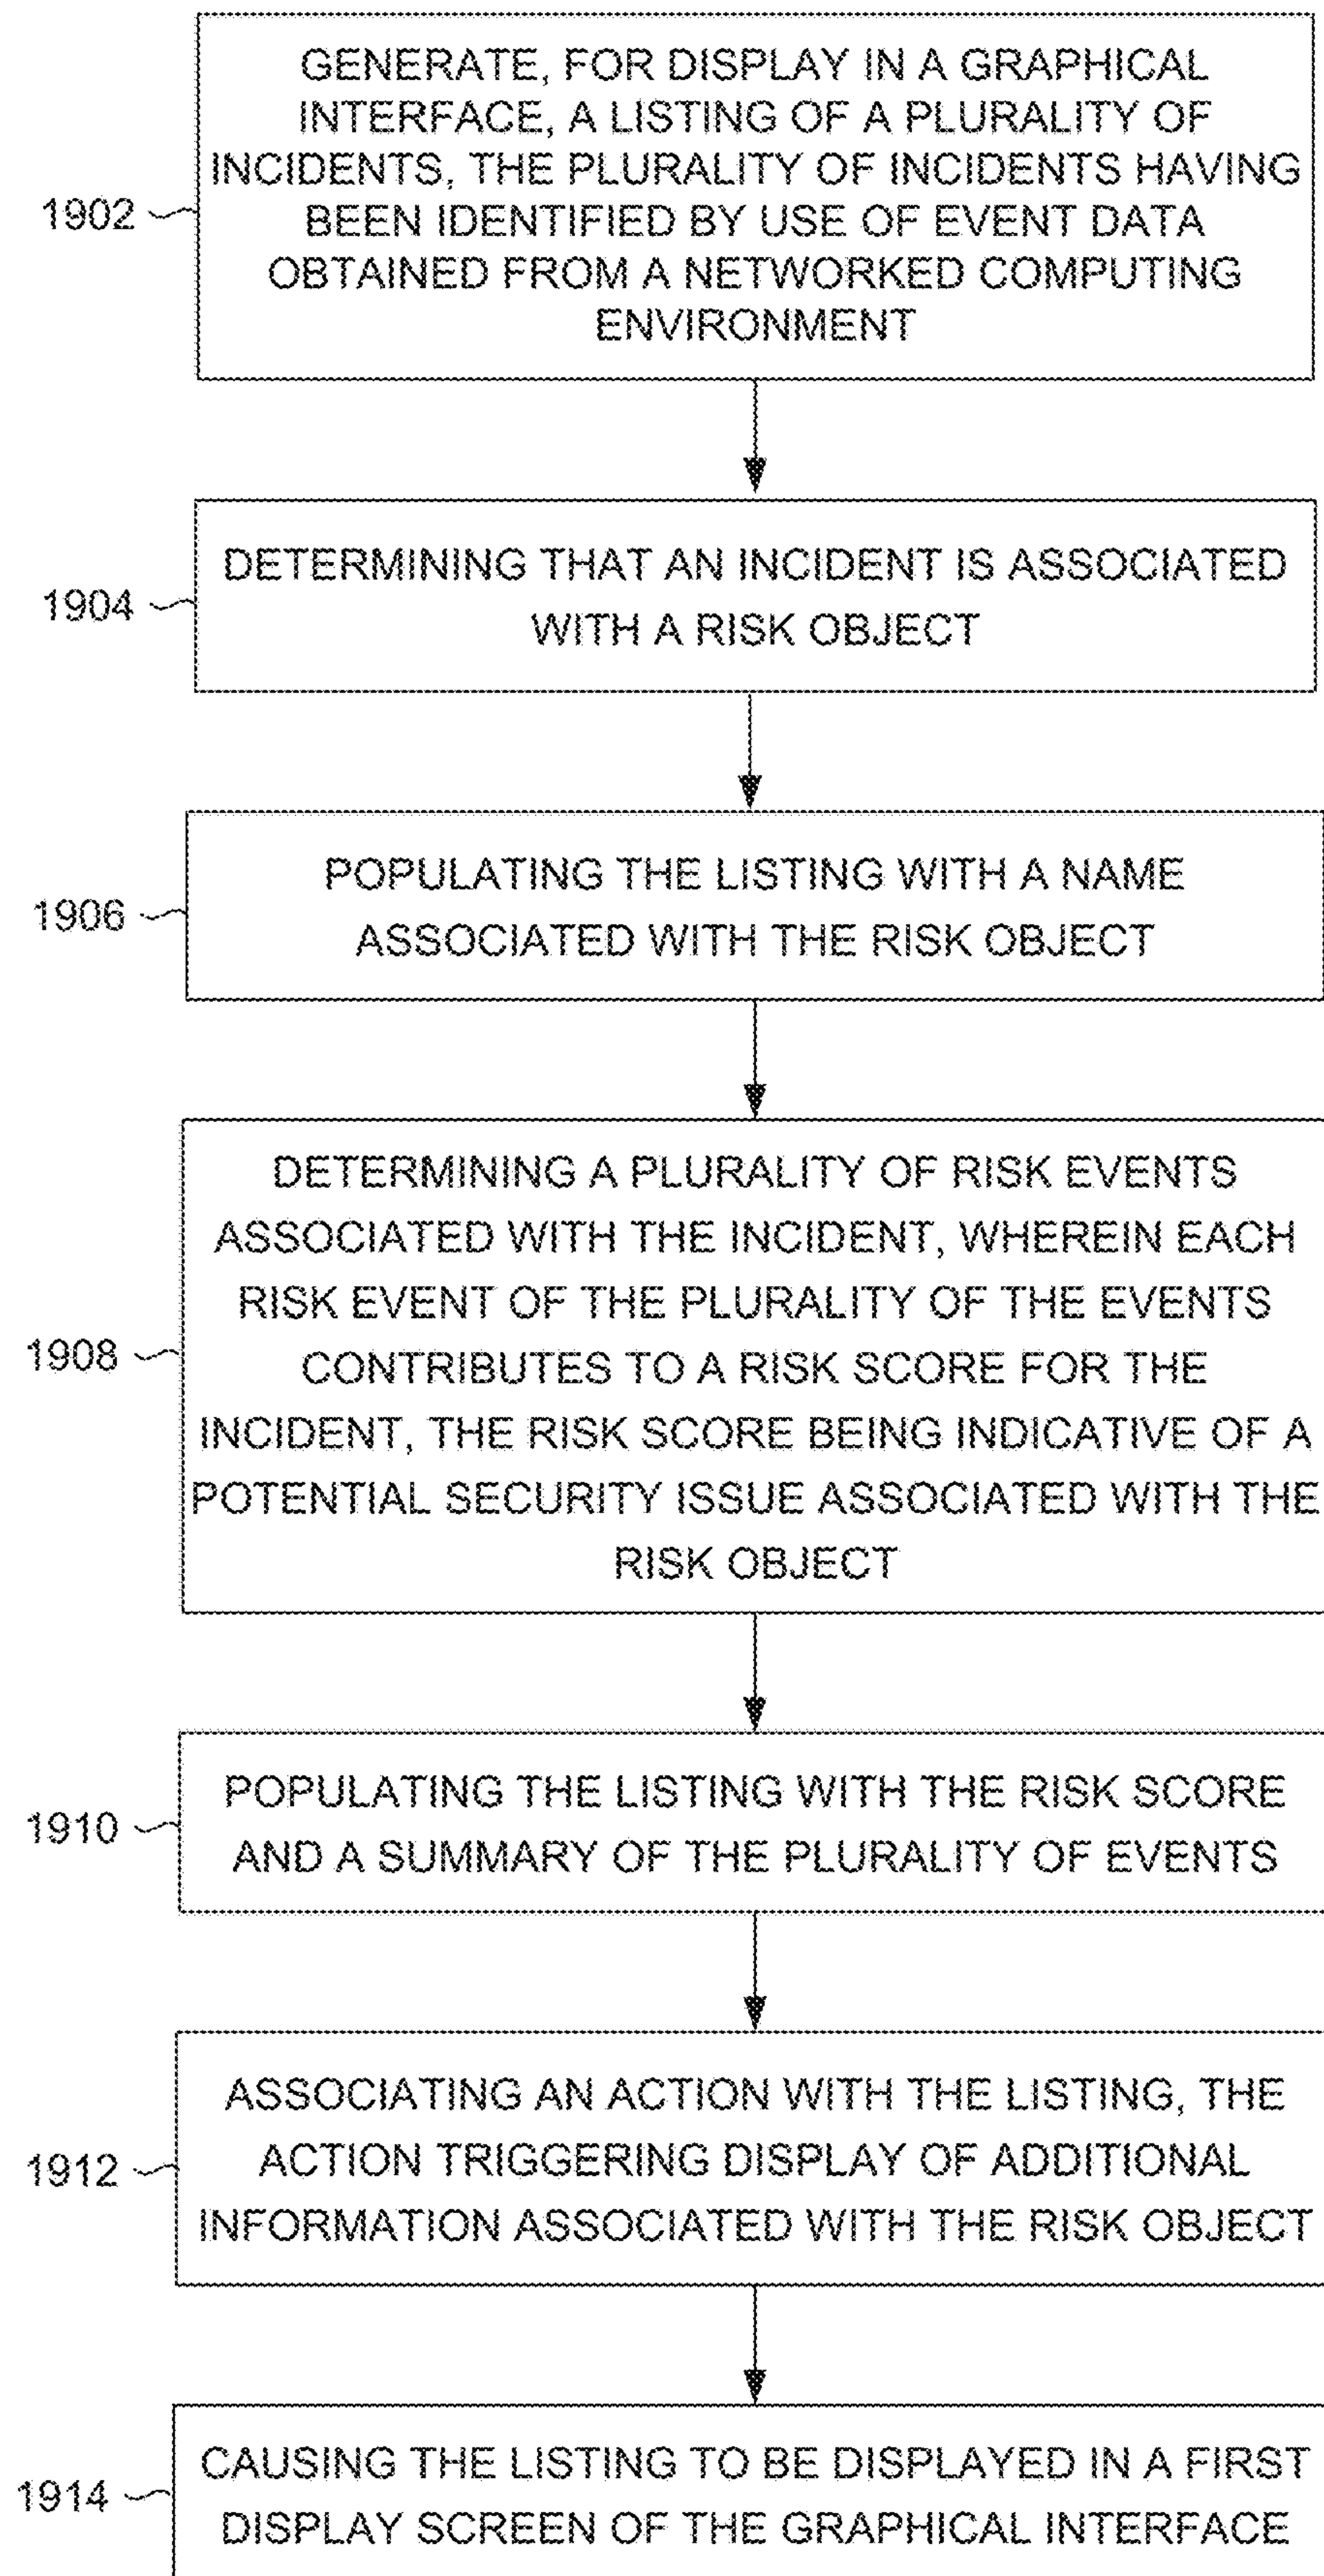 GENERATE, FOR DISPLAY IN A GRAPHICAL
INTERFACE, A LISTING OF A PLURALITY OF
INCIDENTS, THE PLURALITY OF INCIDENTS HAVING
BEEN IDENTIFIED BY USE OF EVENT DATA
OBTAINED FROM A NETWORKED COMPUTING
ENVIRONMENT
1902
DETERMINING THAT AN INCIDENT IS ASSOCIATED
WITH A RISK OBJECT
1904
POPULATING THE LISTING WITH A NAME
ASSOCIATED WITH THE RISK OBJECT
1906
DETERMINING A PLURALITY OF RISK EVENTS
ASSOCIATED WITH THE INCIDENT, WHEREIN EACH
RISK EVENT OF THE PLURALITY OF THE EVENTS
CONTRIBUTES TO A RISK SCORE FOR THE
INCIDENT, THE RISK SCORE BEING INDICATIVE OF A
POTENTIAL SECURITY ISSUE ASSOCIATED WITH THE
RISK OBJECT
1908
POPULATING THE LISTING WITH THE RISK SCORE
AND A SUMMARY OF THE PLURALITY OF EVENTS
1910
ASSOCIATING AN ACTION WITH THE LISTING, THE
ACTION TRIGGERING DISPLAY OF ADDITIONAL
INFORMATION ASSOCIATED WITH THE RISK OBJECT
1912
CAUSING THE LISTING TO BE DISPLAYED IN A FIRST
DISPLAY SCREEN OF THE GRAPHICAL INTERFACE
1914